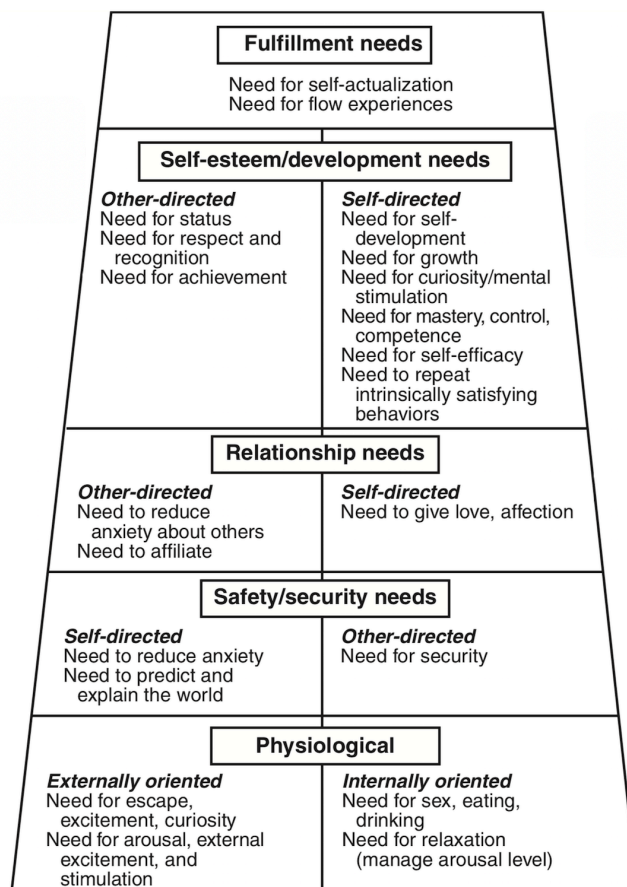 Fulfillment needs
Need for self-actualization
Need for flow experiences
Self-esteem/development needs
Other-directed
Need for status
Need for respect and
recognition
Need for achievement
Self-directed
Need for self-
development
Need for growth
Need for curiosity/mental
stimulation
Need for mastery, control,
competence
Need for self-efficacy
Need to repeat
intrinsically satisfying
behaviors
Relationship needs
Other-directed
Need to reduce
anxiety about others
Need to affiliate
Self-directed
Need to give love, affection
Safety/security needs
Self-directed
Need to reduce anxiety
Need to predict and
explain the world
Other-directed
Need for security
Physiological
Externally oriented
Need for escape,
excitement, curiosity
Need for arousal, external
excitement, and
stimulation
Internally oriented
Need for sex, eating,
drinking
Need for relaxation
(manage arousal level)